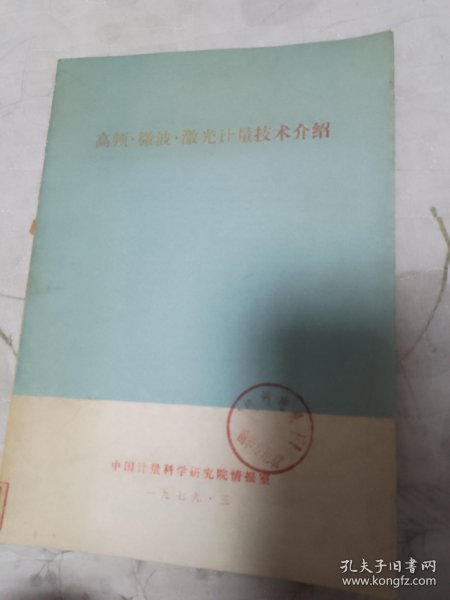 高频·微波·激光计量技术介绍
中国计量科学研究院情报室
一九七九·三
孔夫子旧书网
www.kongfz.com